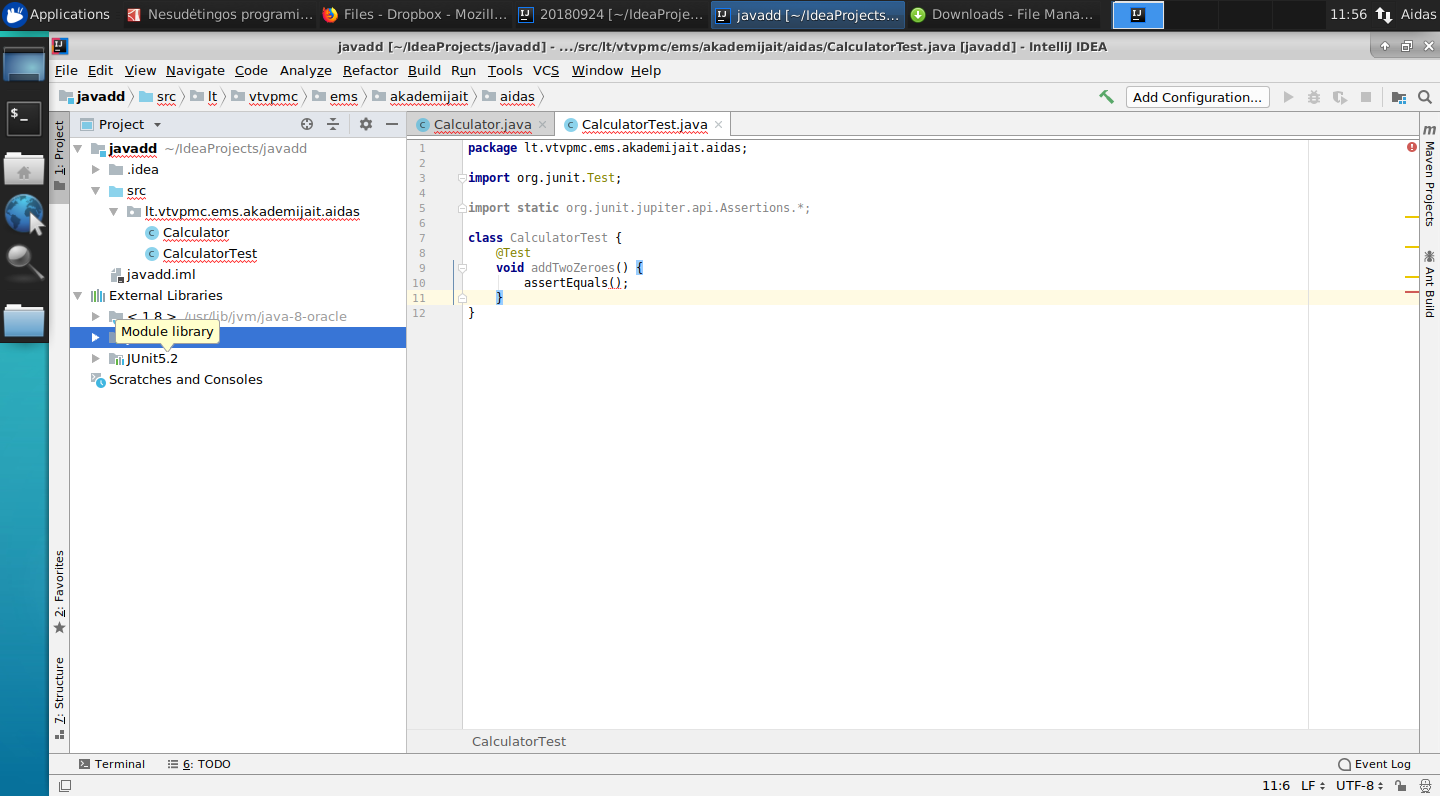 Applications
Nesudėtingos programi...
Files - Dropbox - Mozill...
20180924 [~/IdeaProje...
javadd [~/IdeaProjects...
Downloads - File Mana...
11:56
Aidas
javadd [~/IdeaProjects/javadd] - .../src/lt/vtvpmc/ems/akademijait/aidas/CalculatorTest.java [javadd] - IntelliJ IDEA
File Edit View Navigate Code Analyze Refactor Build Run Tools VCS Window Help
javadd src lt vtvpmc ems akademijait aidas
Add Configuration...
1: Project
Project
javadd ~/IdeaProjects/javadd
.idea
src
lt.vtvpmc.ems.akademijait.aidas
Calculator
CalculatorTest
javadd.iml
External Libraries
< 1.8 > /usr/lib/jvm/java-8-oracle
Module library
JUnit5.2
Scratches and Consoles
2: Favorites
7: Structure
Calculator.java
CalculatorTest.java
1 package lt.vtvpmc.ems.akademijait.aidas;
2
3 import org.junit.Test;
4
5 import static org.junit.jupiter.api.Assertions.*;
6
7 class CalculatorTest {
8 @Test
9 void addTwoZeroes() {
10 assertEquals();
11 }
12 }
CalculatorTest
m Maven Projects
Ant Build
Terminal
6: TODO
Event Log
11:6 LF UTF-8